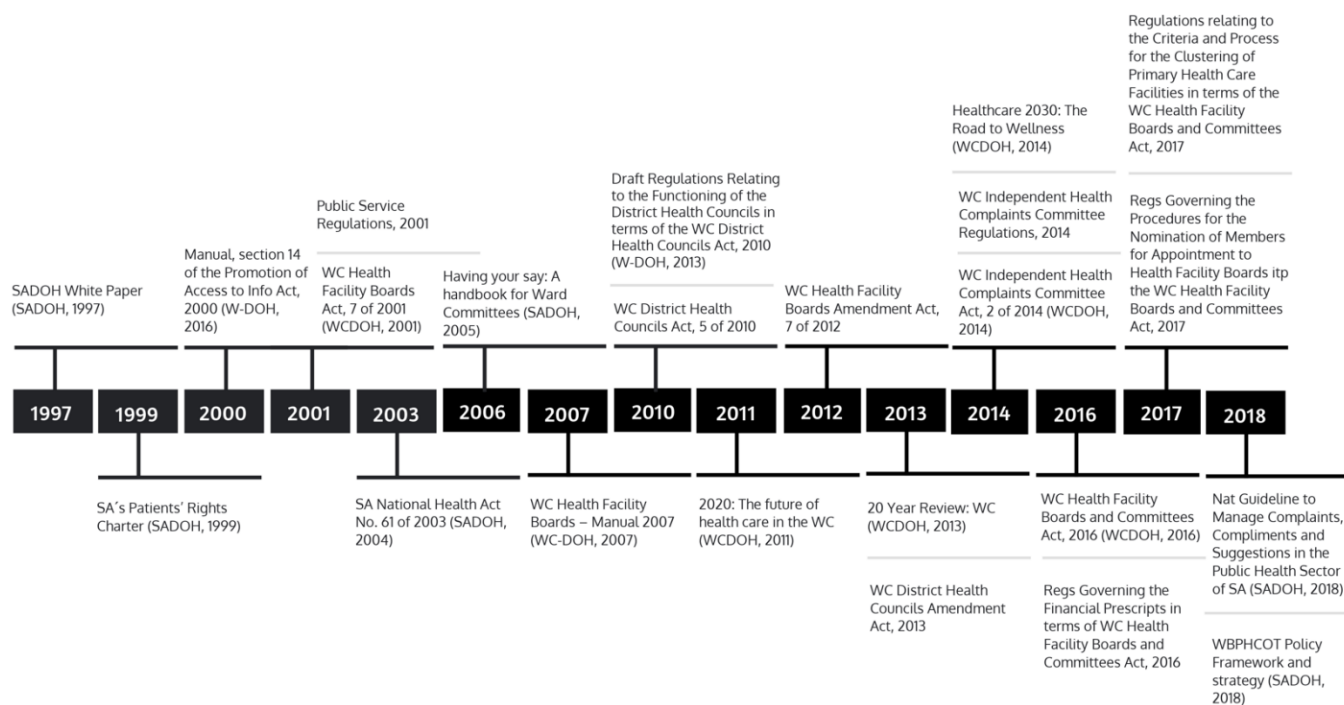 SADOH White Paper
(SADOH, 1997)
Manual, section 14
of the Promotion of
Access to Info Act,
2000 (W-DOH,
2016)
Public Service
Regulations, 2001
WC Health
Facility Boards
Act, 7 of 2001
(WCDOH, 2001)
Having your say: A
handbook for Ward
Committees (SADOH,
2005)
Draft Regulations Relating
to the Functioning of the
District Health Councils in
terms of the WC District
Health Councils Act, 2010
(W-DOH, 2013)
WC District Health
Councils Act, 5 of 2010
WC Health Facility
Boards Amendment Act,
7 of 2012
Healthcare 2030: The
Road to Wellness
(WCDOH, 2014)
WC Independent Health
Complaints Committee
Regulations, 2014
WC Independent Health
Complaints Committee
Act, 2 of 2014 (WCDOH,
2014)
Regulations relating to
the Criteria and Process
for the Clustering of
Primary Health Care
Facilities in terms of the
WC Health Facility
Boards and Committees
Act, 2017
Regs Governing the
Procedures for the
Nomination of Members
for Appointment to
Health Facility Boards itp
the WC Health Facility
Boards and Committees
Act, 2017
1997
1999
2000
2001
2003
2006
2007
2010
2011
2012
2013
2014
2016
2017
2018
SA´s Patients' Rights
Charter (SADOH, 1999)
SA National Health Act
No. 61 of 2003 (SADOH,
2004)
WC Health Facility
Boards – Manual 2007
(WC-DOH, 2007)
2020: The future of
health care in the WC
(WCDOH, 2011)
20 Year Review: WC
(WCDOH, 2013)
WC District Health
Councils Amendment
Act, 2013
WC Health Facility
Boards and Committees
Act, 2016 (WCDOH, 2016)
Regs Governing the
Financial Prescripts in
terms of WC Health
Facility Boards and
Committees Act, 2016
Nat Guideline to
Manage Complaints,
Compliments and
Suggestions in the
Public Health Sector
of SA (SADOH, 2018)
WBPHCOT Policy
Framework and
strategy (SADOH,
2018)